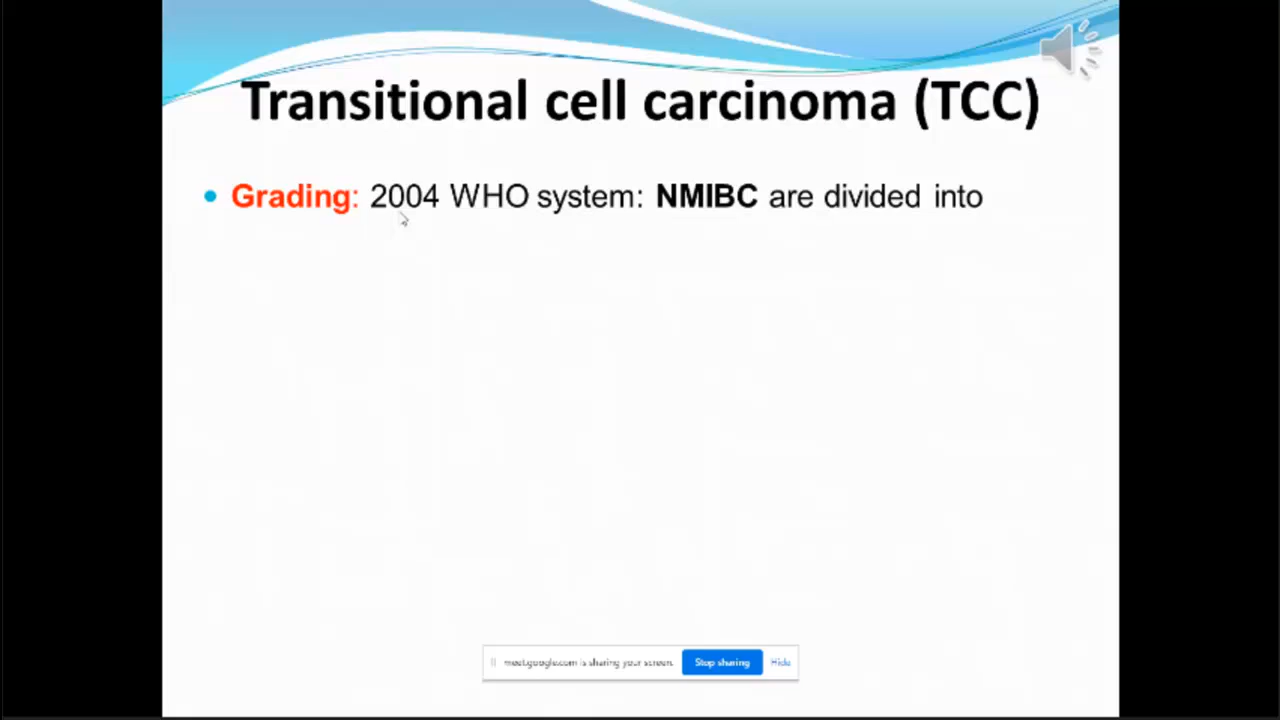 Transitional cell carcinoma (TCC)
• Grading: 2004 WHO system: NMIBC are divided into
meet.google.com is sharing your screen. Stop sharing Hide